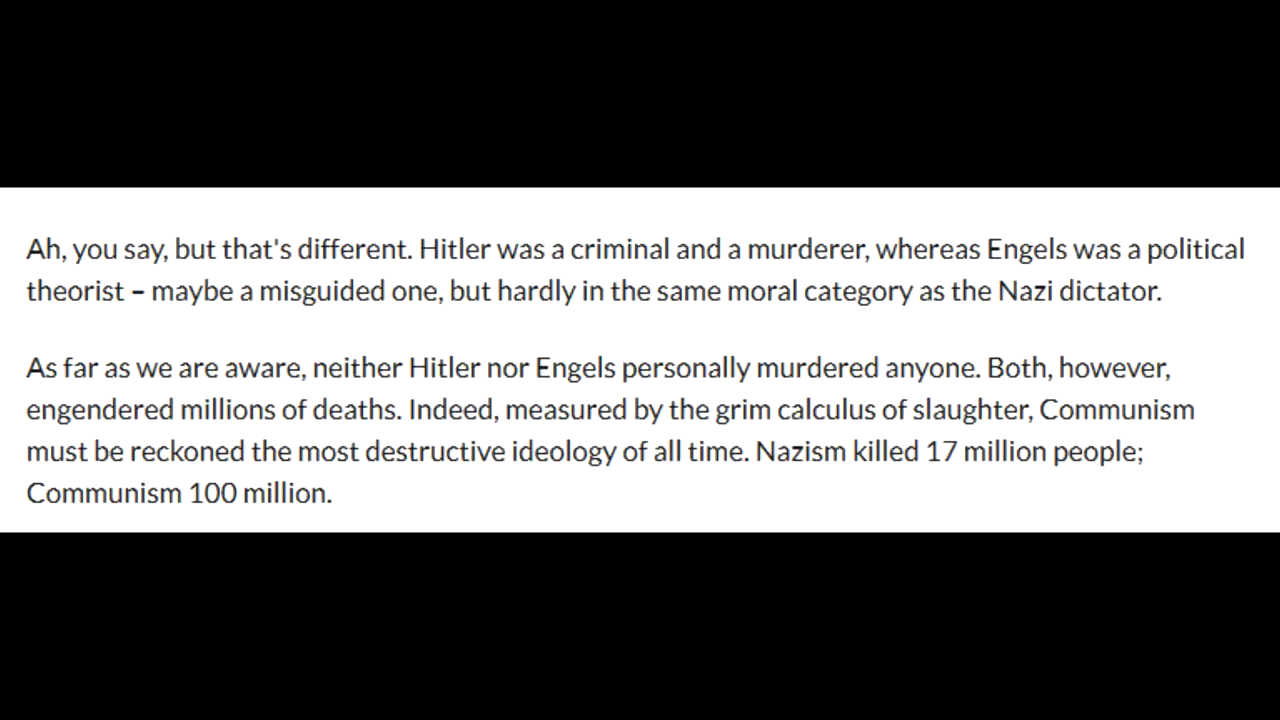 Ah, you say, but that's different. Hitler was a criminal and a murderer, whereas Engels was a political
theorist – maybe a misguided one, but hardly in the same moral category as the Nazi dictator.
As far as we are aware, neither Hitler nor Engels personally murdered anyone. Both, however,
engendered millions of deaths. Indeed, measured by the grim calculus of slaughter, Communism
must be reckoned the most destructive ideology of all time. Nazism killed 17 million people;
Communism 100 million.